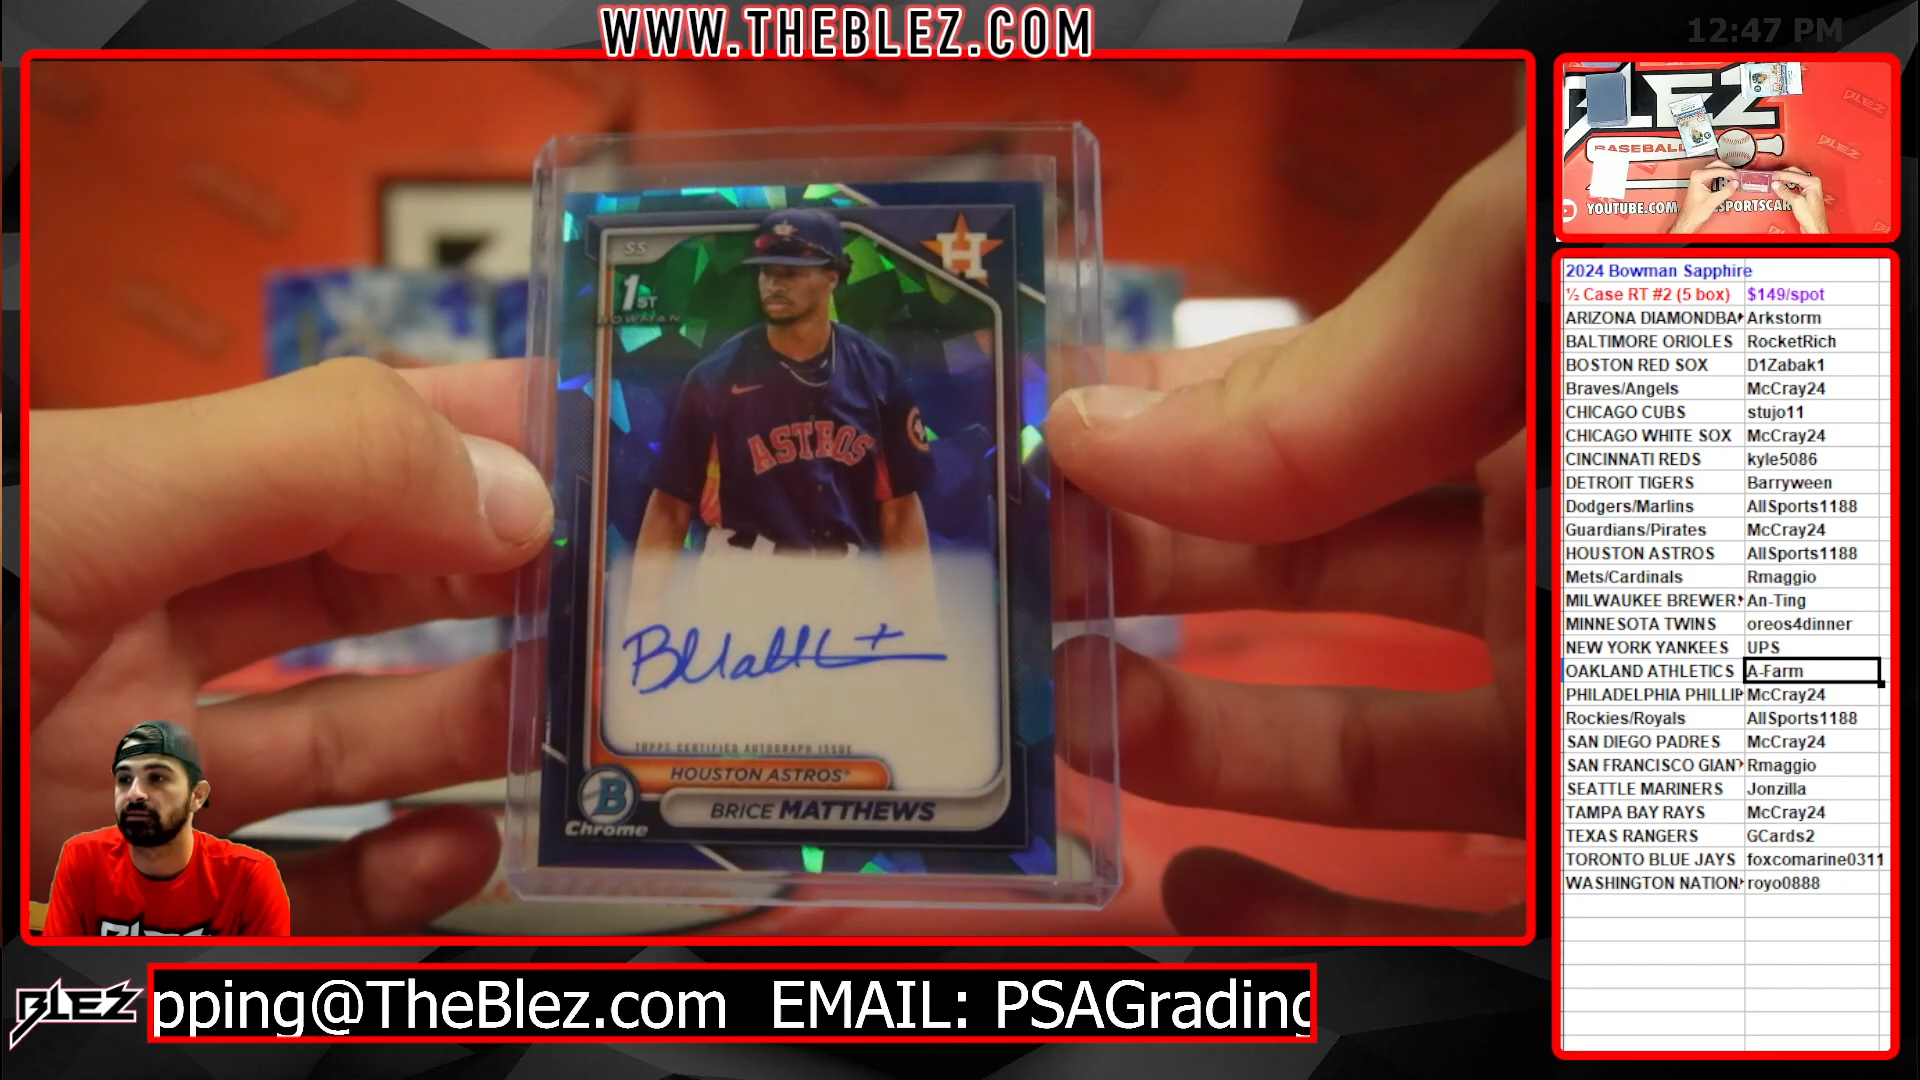 WWW.THEBLEZ.COM
12:47 PM
SS
1ST
BOWMAN
H
ASTROS
BMatt
TOPPS CERTIFIED AUTOGRAPH ISSUE
HOUSTON ASTROS
BRICE MATTHEWS
B
Chrome
BLEZ
BASEBALL
YOUTUBE.COM
SPORTSCAR
2024 Bowman Sapphire
½ Case RT #2 (5 box) $149/spot
ARIZONA DIAMONDBA Arkstorm
BALTIMORE ORIOLES RocketRich
BOSTON RED SOX D1Zabak1
Braves/Angels McCray24
CHICAGO CUBS stujo11
CHICAGO WHITE SOX McCray24
CINCINNATI REDS kyle5086
DETROIT TIGERS Barryween
Dodgers/Marlins AllSports1188
Guardians/Pirates McCray24
HOUSTON ASTROS AllSports1188
Mets/Cardinals Rmaggio
MILWAUKEE BREWER An-Ting
MINNESOTA TWINS oreos4dinner
NEW YORK YANKEES UPS
OAKLAND ATHLETICS A-Farm
PHILADELPHIA PHILLI McCray24
Rockies/Royals AllSports1188
SAN DIEGO PADRES McCray24
SAN FRANCISCO GIAN Rmaggio
SEATTLE MARINERS Jonzilla
TAMPA BAY RAYS McCray24
TEXAS RANGERS GCards2
TORONTO BLUE JAYS foxcomarine0311
WASHINGTON NATION royo0888
BLEZ
pping@TheBlez.com EMAIL: PSAGrading